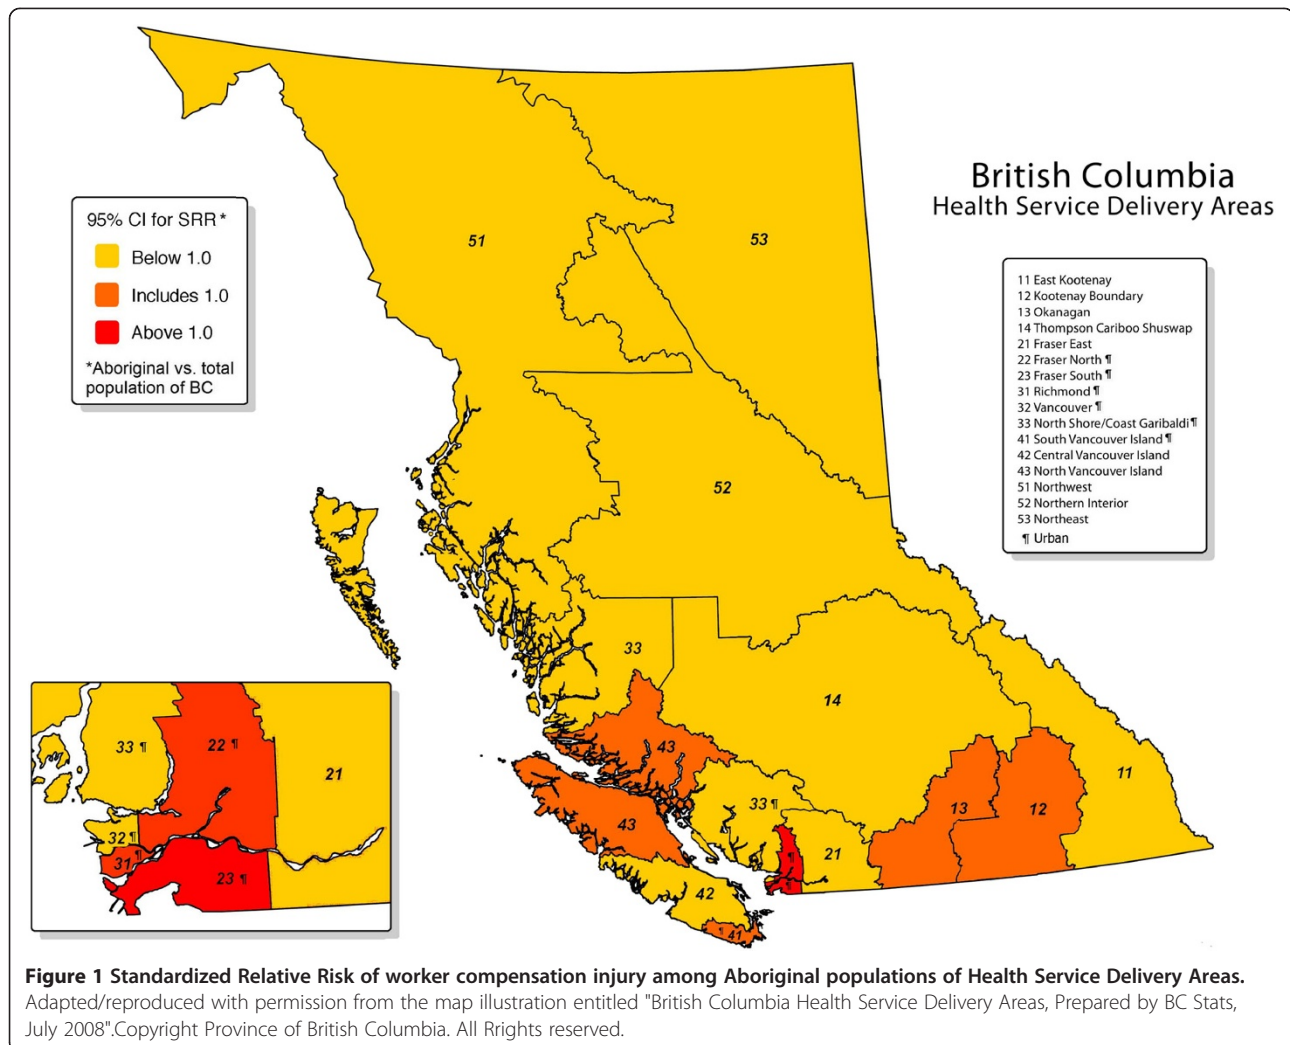 British Columbia
Health Service Delivery Areas
95% CI for SRR *
Below 1.0
Includes 1.0
Above 1.0
*Aboriginal vs. total
population of BC
11 East Kootenay
12 Kootenay Boundary
13 Okanagan
14 Thompson Cariboo Shuswap
21 Fraser East
22 Fraser North ¶
23 Fraser South ¶
31 Richmond ¶
32 Vancouver ¶
33 North Shore/Coast Garibaldi ¶
41 South Vancouver Island ¶
42 Central Vancouver Island
43 North Vancouver Island
51 Northwest
52 Northern Interior
53 Northeast
¶ Urban
51
53
52
33
14
43
11
33 ¶
13
12
43
¶
21
¶
42
¶ 41
33 ¶
22 ¶
21
32 ¶
31 ¶
23 ¶
Figure 1 Standardized Relative Risk of worker compensation injury among Aboriginal populations of Health Service Delivery Areas.
Adapted/reproduced with permission from the map illustration entitled "British Columbia Health Service Delivery Areas, Prepared by BC Stats,
July 2008".Copyright Province of British Columbia. All Rrights reserved.